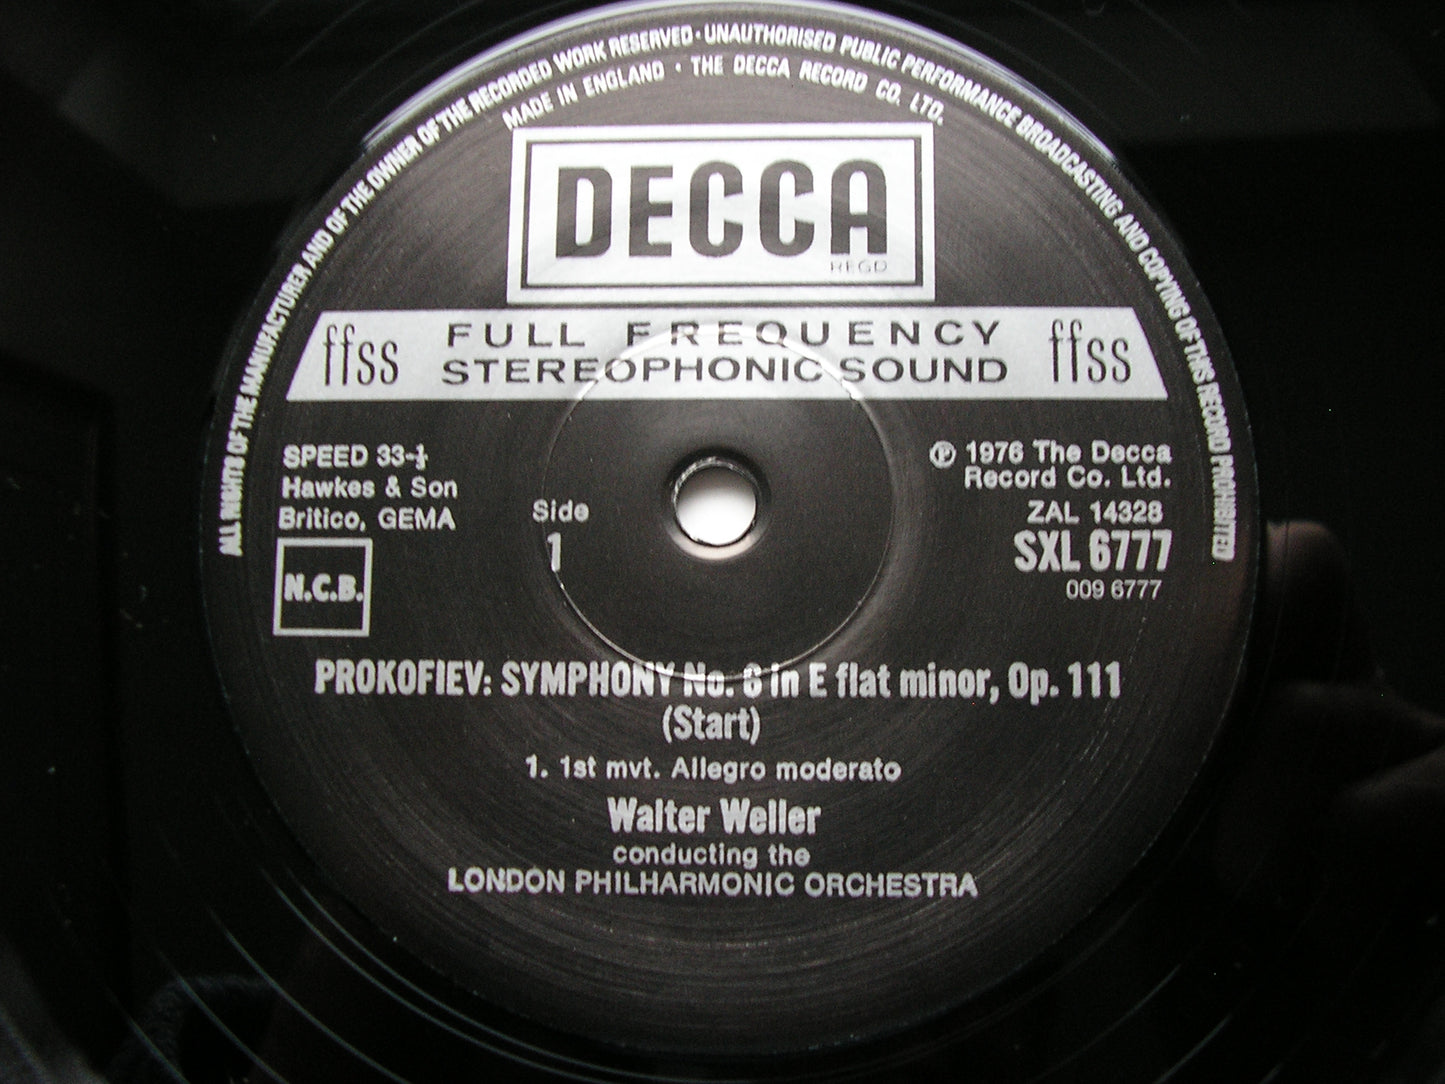 ALL RIGHTS OF THE MANUFACTURER AND OF THE OWNER OF THE RECORDED WORK RESERVED · UNAUTHORISED PUBLIC PERFORMANCE BROADCASTING AND COPYING OF THIS RECORD PROHIBITED
MADE IN ENGLAND · THE DECCA RECORD CO. LTD.
DECCA
REGD
ffss FULL FREQUENCY STEREOPHONIC SOUND ffss
SPEED 33-⅓
Hawkes & Son
Britico, GEMA
N.C.B.
Side
1
Ⓟ 1976 The Decca
Record Co. Ltd.
ZAL 14328
SXL 6777
009 6777
PROKOFIEV: SYMPHONY No. 6 in E flat minor, Op. 111
(Start)
1. 1st mvt. Allegro moderato
Walter Weller
conducting the
LONDON PHILHARMONIC ORCHESTRA